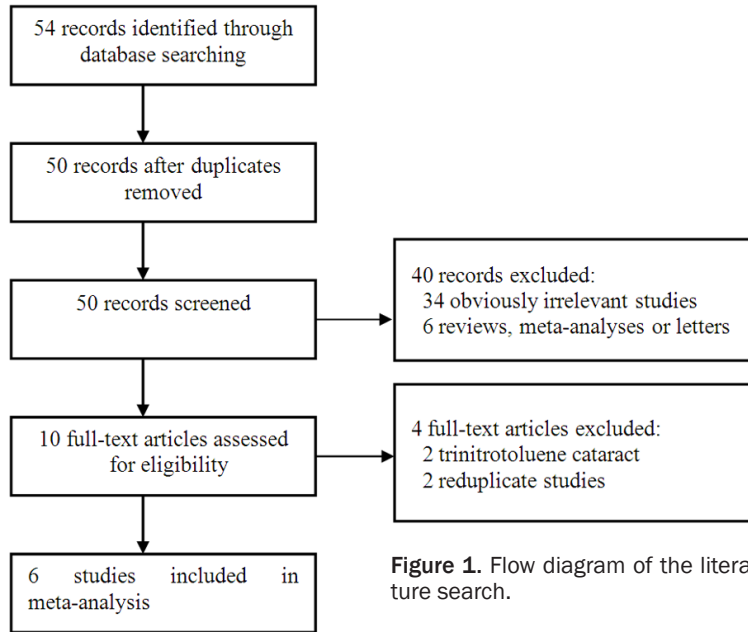 54 records identified through
database searching
50 records after duplicates
removed
50 records screened
40 records excluded:
34 obviously irrelevant studies
6 reviews, meta-analyses or letters
10 full-text articles assessed
for eligibility
4 full-text articles excluded:
2 trinitrotoluene cataract
2 reduplicate studies
6 studies included in
meta-analysis
Figure 1. Flow diagram of the litera-
ture search.